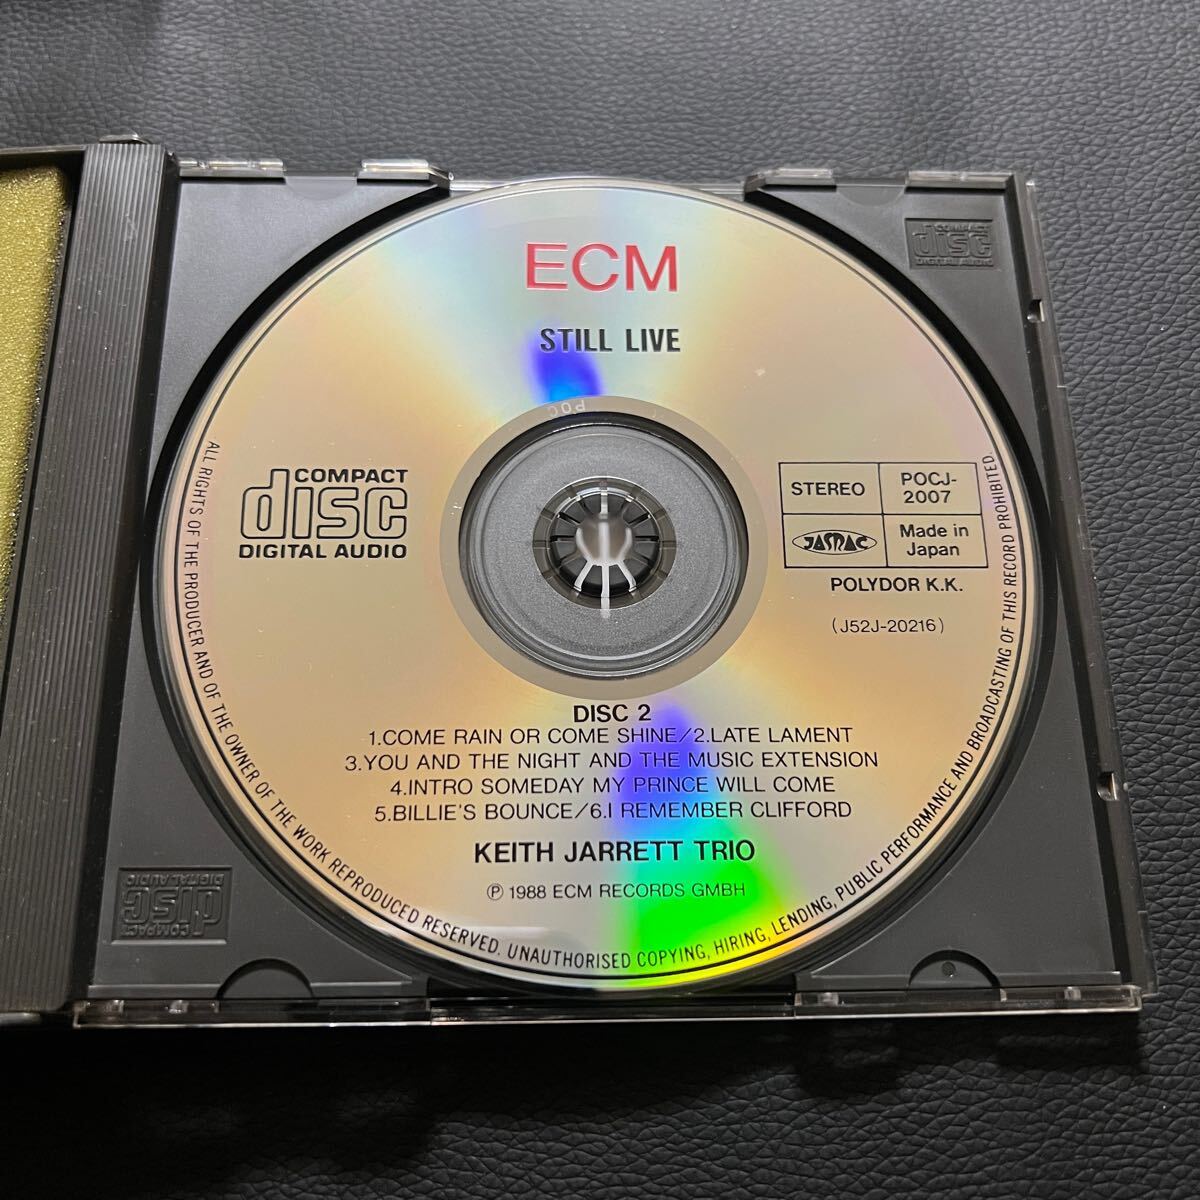 ECM
STILL LIVE
POC
COMPACT
disc
DIGITAL AUDIO
STEREO
POCJ-
2007
JASRAC
Made in
Japan
POLYDOR K.K.
(J52J-20216)
DISC 2
1.COME RAIN OR COME SHINE/2.LATE LAMENT
3.YOU AND THE NIGHT AND THE MUSIC EXTENSION
4.INTRO SOMEDAY MY PRINCE WILL COME
5.BILLIE'S BOUNCE/6.I REMEMBER CLIFFORD
KEITH JARRETT TRIO
℗ 1988 ECM RECORDS GMBH
ALL RIGHTS OF THE PRODUCER AND OF THE OWNER OF THE WORK REPRODUCED RESERVED. UNAUTHORISED COPYING, HIRING, LENDING, PUBLIC PERFORMANCE AND BROADCASTING OF THIS RECORD PROHIBITED.
COMPACT
disc
DIGITAL AUDIO
COMPACT
disc
DIGITAL AUDIO